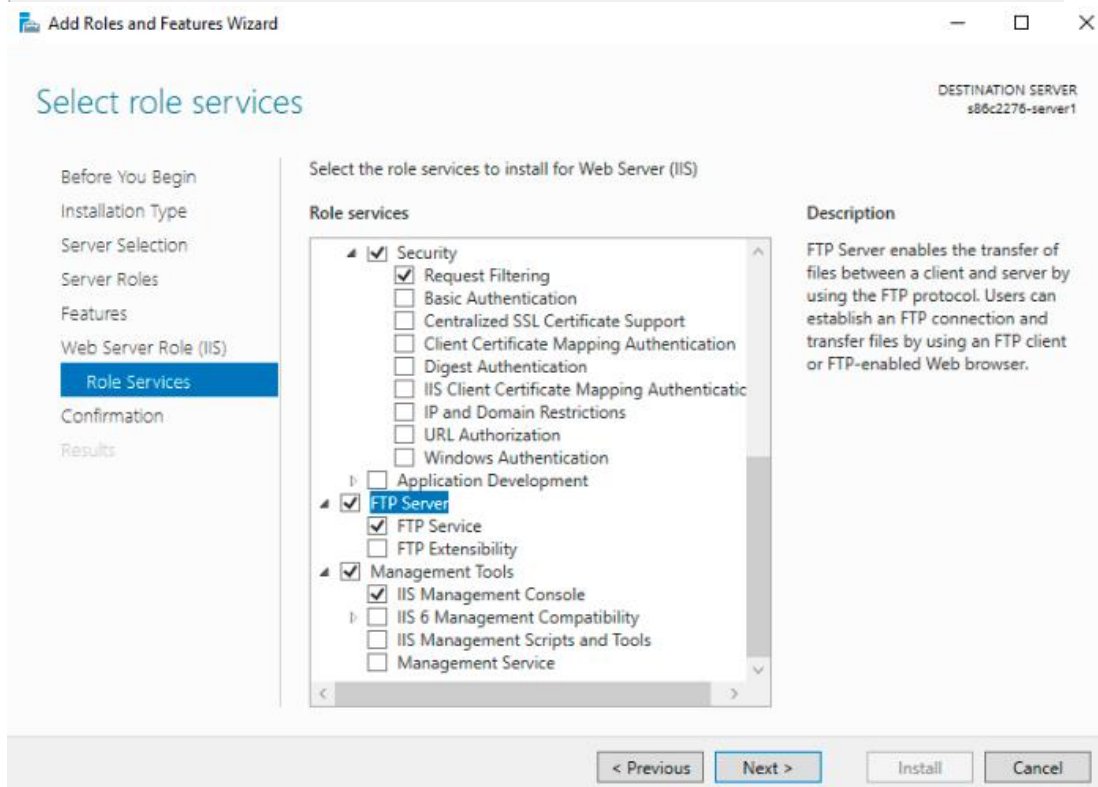 Add Roles and Features Wizard
Select role services
DESTINATION SERVER
s86c2276-server1
Before You Begin
Installation Type
Server Selection
Server Roles
Features
Web Server Role (IIS)
Role Services
Confirmation
Results
Select the role services to install for Web Server (IIS)
Role services
Security
Request Filtering
Basic Authentication
Centralized SSL Certificate Support
Client Certificate Mapping Authentication
Digest Authentication
IIS Client Certificate Mapping Authenticatic
IP and Domain Restrictions
URL Authorization
Windows Authentication
Application Development
FTP Server
FTP Service
FTP Extensibility
Management Tools
IIS Management Console
IIS 6 Management Compatibility
IIS Management Scripts and Tools
Management Service
Description
FTP Server enables the transfer of
files between a client and server by
using the FTP protocol. Users can
establish an FTP connection and
transfer files by using an FTP client
or FTP-enabled Web browser.
< Previous
Next >
Install
Cancel